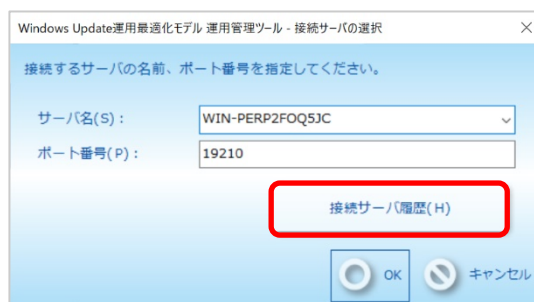 Windows Update運用最適化モデル 運用管理ツール - 接続サーバの選択
接続するサーバの名前、ポート番号を指定してください。
サーバ名(S)：
WIN-PERP2FOQ5JC
ポート番号(P)：
19210
接続サーバ履歴(H)
OK
キャンセル